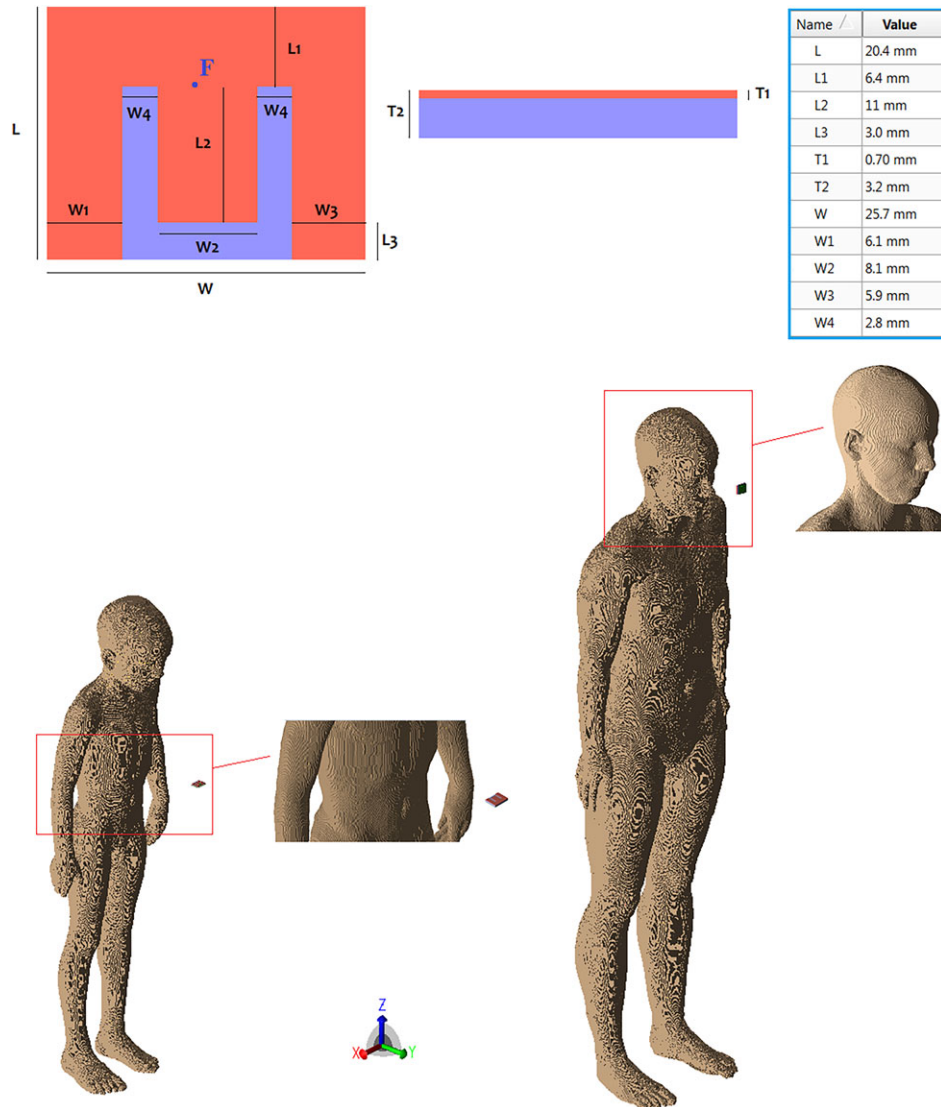 L
L1
F
W4
W4
L2
W1
W3
W2
L3
W
T1
T2
Name Value
L 20.4 mm
L1 6.4 mm
L2 11 mm
L3 3.0 mm
T1 0.70 mm
T2 3.2 mm
W 25.7 mm
W1 6.1 mm
W2 8.1 mm
W3 5.9 mm
W4 2.8 mm
Z
X
Y